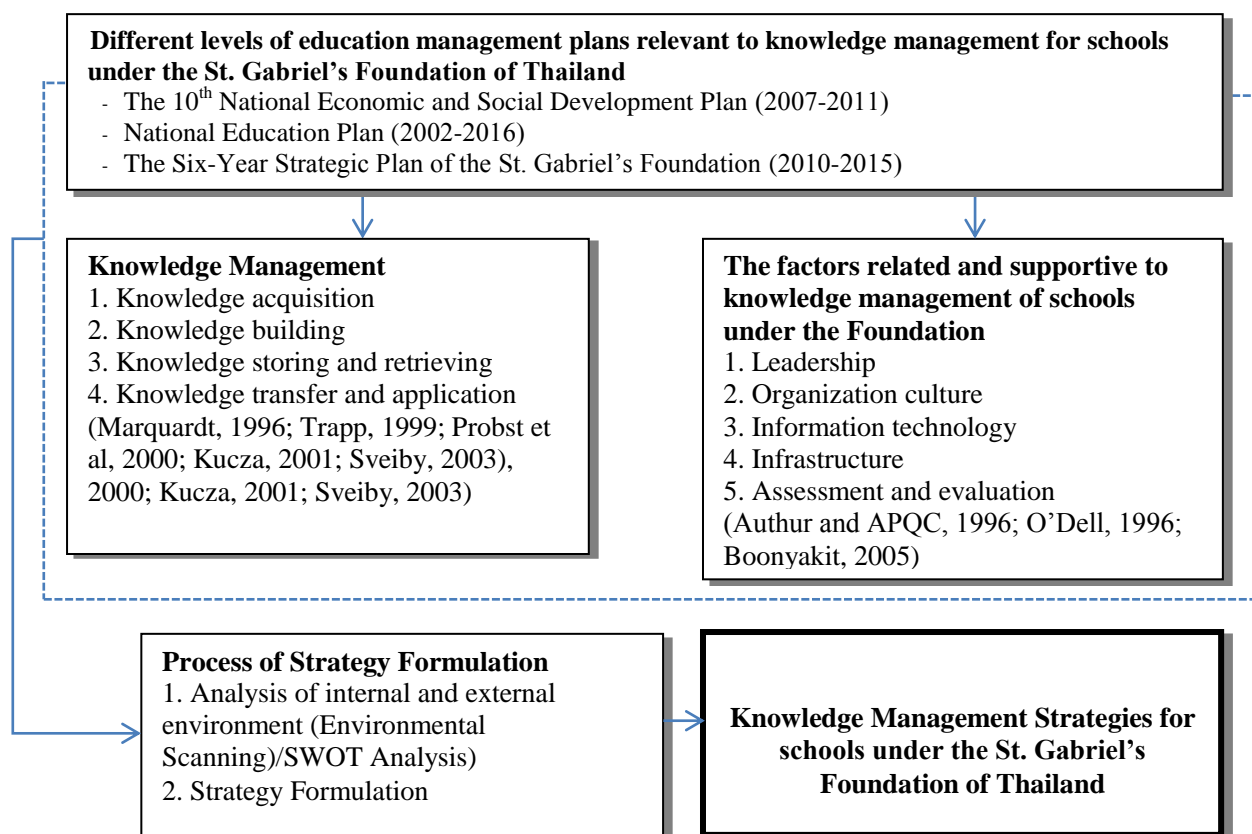 Different levels of education management plans relevant to knowledge management for schools
under the St. Gabriel’s Foundation of Thailand
- The 10th National Economic and Social Development Plan (2007-2011)
- National Education Plan (2002-2016)
- The Six-Year Strategic Plan of the St. Gabriel’s Foundation (2010-2015)
Knowledge Management
1. Knowledge acquisition
2. Knowledge building
3. Knowledge storing and retrieving
4. Knowledge transfer and application
(Marquardt, 1996; Trapp, 1999; Probst et
al, 2000; Kucza, 2001; Sveiby, 2003),
2000; Kucza, 2001; Sveiby, 2003)
The factors related and supportive to
knowledge management of schools
under the Foundation
1. Leadership
2. Organization culture
3. Information technology
4. Infrastructure
5. Assessment and evaluation
(Authur and APQC, 1996; O’Dell, 1996;
Boonyakit, 2005)
Process of Strategy Formulation
1. Analysis of internal and external
environment (Environmental
Scanning)/SWOT Analysis)
2. Strategy Formulation
Knowledge Management Strategies for
schools under the St. Gabriel’s
Foundation of Thailand